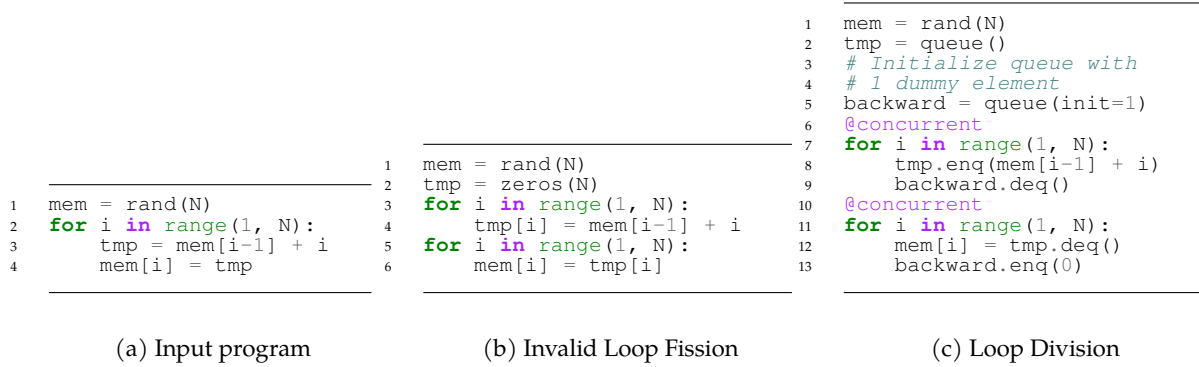 1 mem = rand(N)
2 for i in range(1, N):
3     tmp = mem[i-1] + i
4     mem[i] = tmp
(a) Input program
1 mem = rand(N)
2 tmp = zeros(N)
3 for i in range(1, N):
4     tmp[i] = mem[i-1] + i
5 for i in range(1, N):
6     mem[i] = tmp[i]
(b) Invalid Loop Fission
1 mem = rand(N)
2 tmp = queue()
3 # Initialize queue with
4 # 1 dummy element
5 backward = queue(init=1)
6 @concurrent
7 for i in range(1, N):
8     tmp.enq(mem[i-1] + i)
9     backward.deq()
10 @concurrent
11 for i in range(1, N):
12     mem[i] = tmp.deq()
13     backward.enq(0)
(c) Loop Division